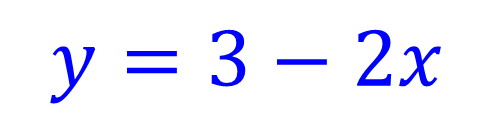 y = 3 − 2x